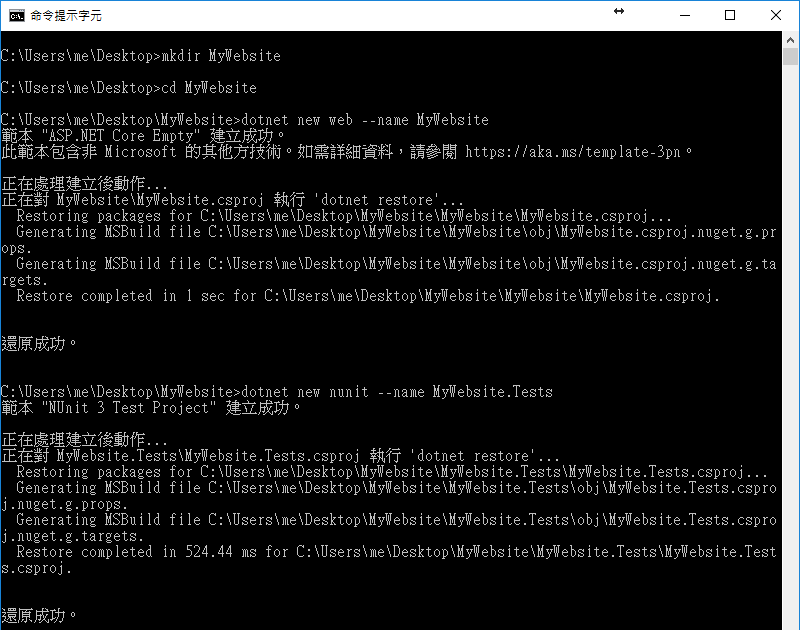 命令提示字元
C:\Users\me\Desktop>mkdir MyWebsite
C:\Users\me\Desktop>cd MyWebsite
C:\Users\me\Desktop\MyWebsite>dotnet new web --name MyWebsite
範本 "ASP.NET Core Empty" 建立成功。
此範本包含非 Microsoft 的其他方技術。如需詳細資料，請參閱 https://aka.ms/template-3pn。
正在處理建立後動作...
正在對 MyWebsite\MyWebsite.csproj 執行 'dotnet restore'...
  Restoring packages for C:\Users\me\Desktop\MyWebsite\MyWebsite\MyWebsite.csproj...
  Generating MSBuild file C:\Users\me\Desktop\MyWebsite\MyWebsite\obj\MyWebsite.csproj.nuget.g.pr
ops.
  Generating MSBuild file C:\Users\me\Desktop\MyWebsite\MyWebsite\obj\MyWebsite.csproj.nuget.g.ta
rgets.
  Restore completed in 1 sec for C:\Users\me\Desktop\MyWebsite\MyWebsite\MyWebsite.csproj.
還原成功。
C:\Users\me\Desktop\MyWebsite>dotnet new nunit --name MyWebsite.Tests
範本 "NUnit 3 Test Project" 建立成功。
正在處理建立後動作...
正在對 MyWebsite.Tests\MyWebsite.Tests.csproj 執行 'dotnet restore'...
  Restoring packages for C:\Users\me\Desktop\MyWebsite\MyWebsite.Tests\MyWebsite.Tests.csproj...
  Generating MSBuild file C:\Users\me\Desktop\MyWebsite\MyWebsite.Tests\obj\MyWebsite.Tests.cspro
j.nuget.g.props.
  Generating MSBuild file C:\Users\me\Desktop\MyWebsite\MyWebsite.Tests\obj\MyWebsite.Tests.cspro
j.nuget.g.targets.
  Restore completed in 524.44 ms for C:\Users\me\Desktop\MyWebsite\MyWebsite.Tests\MyWebsite.Test
s.csproj.
還原成功。